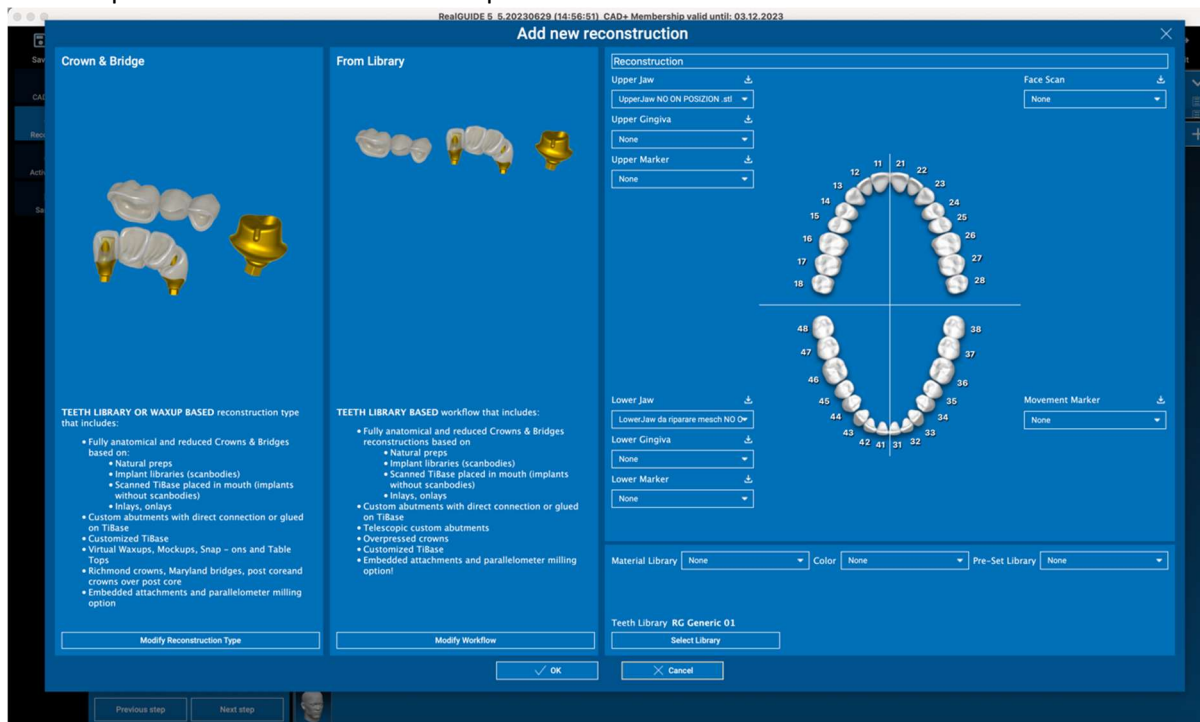 RealGUIDE 5 5.20230629 (14:56:51) CAD+ Membership valid until: 03.12.2023
Add new reconstruction
Crown & Bridge
TEETH LIBRARY OR WAXUP BASED reconstruction type
that includes:
• Fully anatomical and reduced Crowns & Bridges
based on:
• Natural preps
• Implant libraries (scanbodies)
• Scanned TiBase placed in mouth (implants
without scanbodies)
• Inlays, onlays
• Custom abutments with direct connection or glued
on TiBase
• Customized TiBase
• Virtual Waxups, Mockups, Snap – ons and Table
Tops
• Richmond crowns, Maryland bridges, post coreand
crowns over post core
• Embedded attachments and parallelometer milling
option
Modify Reconstruction Type
From Library
TEETH LIBRARY BASED workflow that includes:
• Fully anatomical and reduced Crowns & Bridges
reconstructions based on
• Natural preps
• Implant libraries (scanbodies)
• Scanned TiBase placed in mouth (implants
without scanbodies)
• Inlays, onlays
• Custom abutments with direct connection or glued
on TiBase
• Telescopic custom abutments
• Overpressed crowns
• Customized TiBase
• Embedded attachments and parallelometer milling
option!
Modify Workflow
Reconstruction
Upper Jaw
UpperJaw NO ON POSIZION .stl
Upper Gingiva
None
Upper Marker
None
Face Scan
None
11 21
12 22
13 23
14 24
15 25
16 26
17 27
18 28
48 38
47 37
46 36
45 35
44 34
43 33
42 41 31 32
Lower Jaw
LowerJaw da riparare mesch NO O
Lower Gingiva
None
Lower Marker
None
Movement Marker
None
Material Library None Color None Pre-Set Library None
Teeth Library RG Generic 01
Select Library
OK Cancel
Previous step Next step